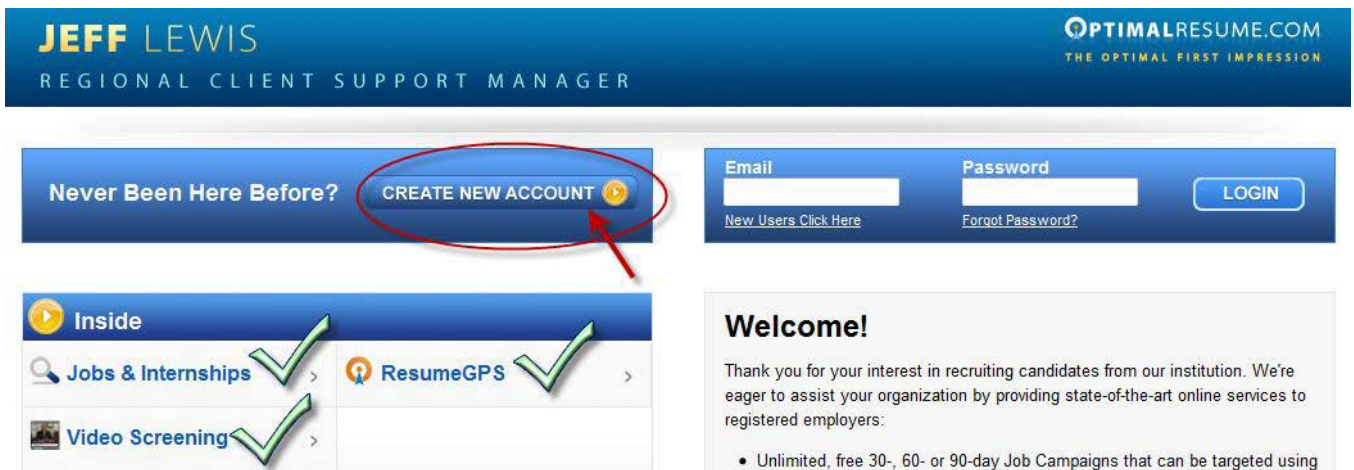 JEFF LEWIS
REGIONAL CLIENT SUPPORT MANAGER
OPTIMALRESUME.COM
THE OPTIMAL FIRST IMPRESSION
Never Been Here Before?
CREATE NEW ACCOUNT
Email
Password
LOGIN
New Users Click Here
Forgot Password?
Inside
Jobs & Internships
ResumeGPS
Video Screening
Welcome!
Thank you for your interest in recruiting candidates from our institution. We're
eager to assist your organization by providing state-of-the-art online services to
registered employers:
• Unlimited, free 30-, 60- or 90-day Job Campaigns that can be targeted using